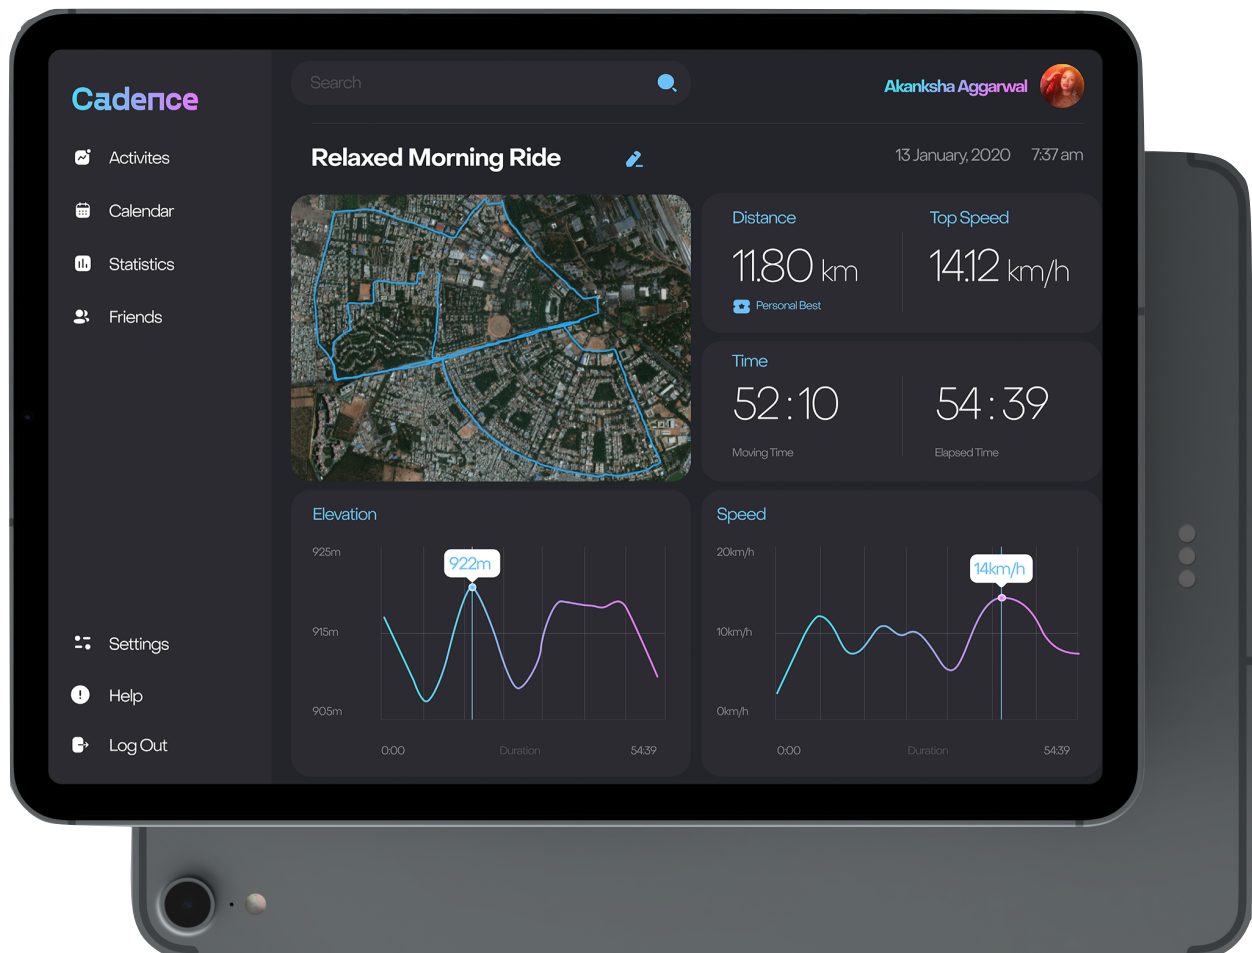 Cadence
Activites
Calendar
Statistics
Friends
Settings
Help
Log Out
Search
Akanksha Aggarwal
Relaxed Morning Ride
13 January, 2020 7:37 am
Distance
11.80 km
Personal Best
Top Speed
14.12 km/h
Time
52:10
Moving Time
54:39
Elapsed Time
Elevation
925m
922m
915m
905m
0:00 Duration 54:39
Speed
20km/h
14km/h
10km/h
0km/h
0:00 Duration 54:39